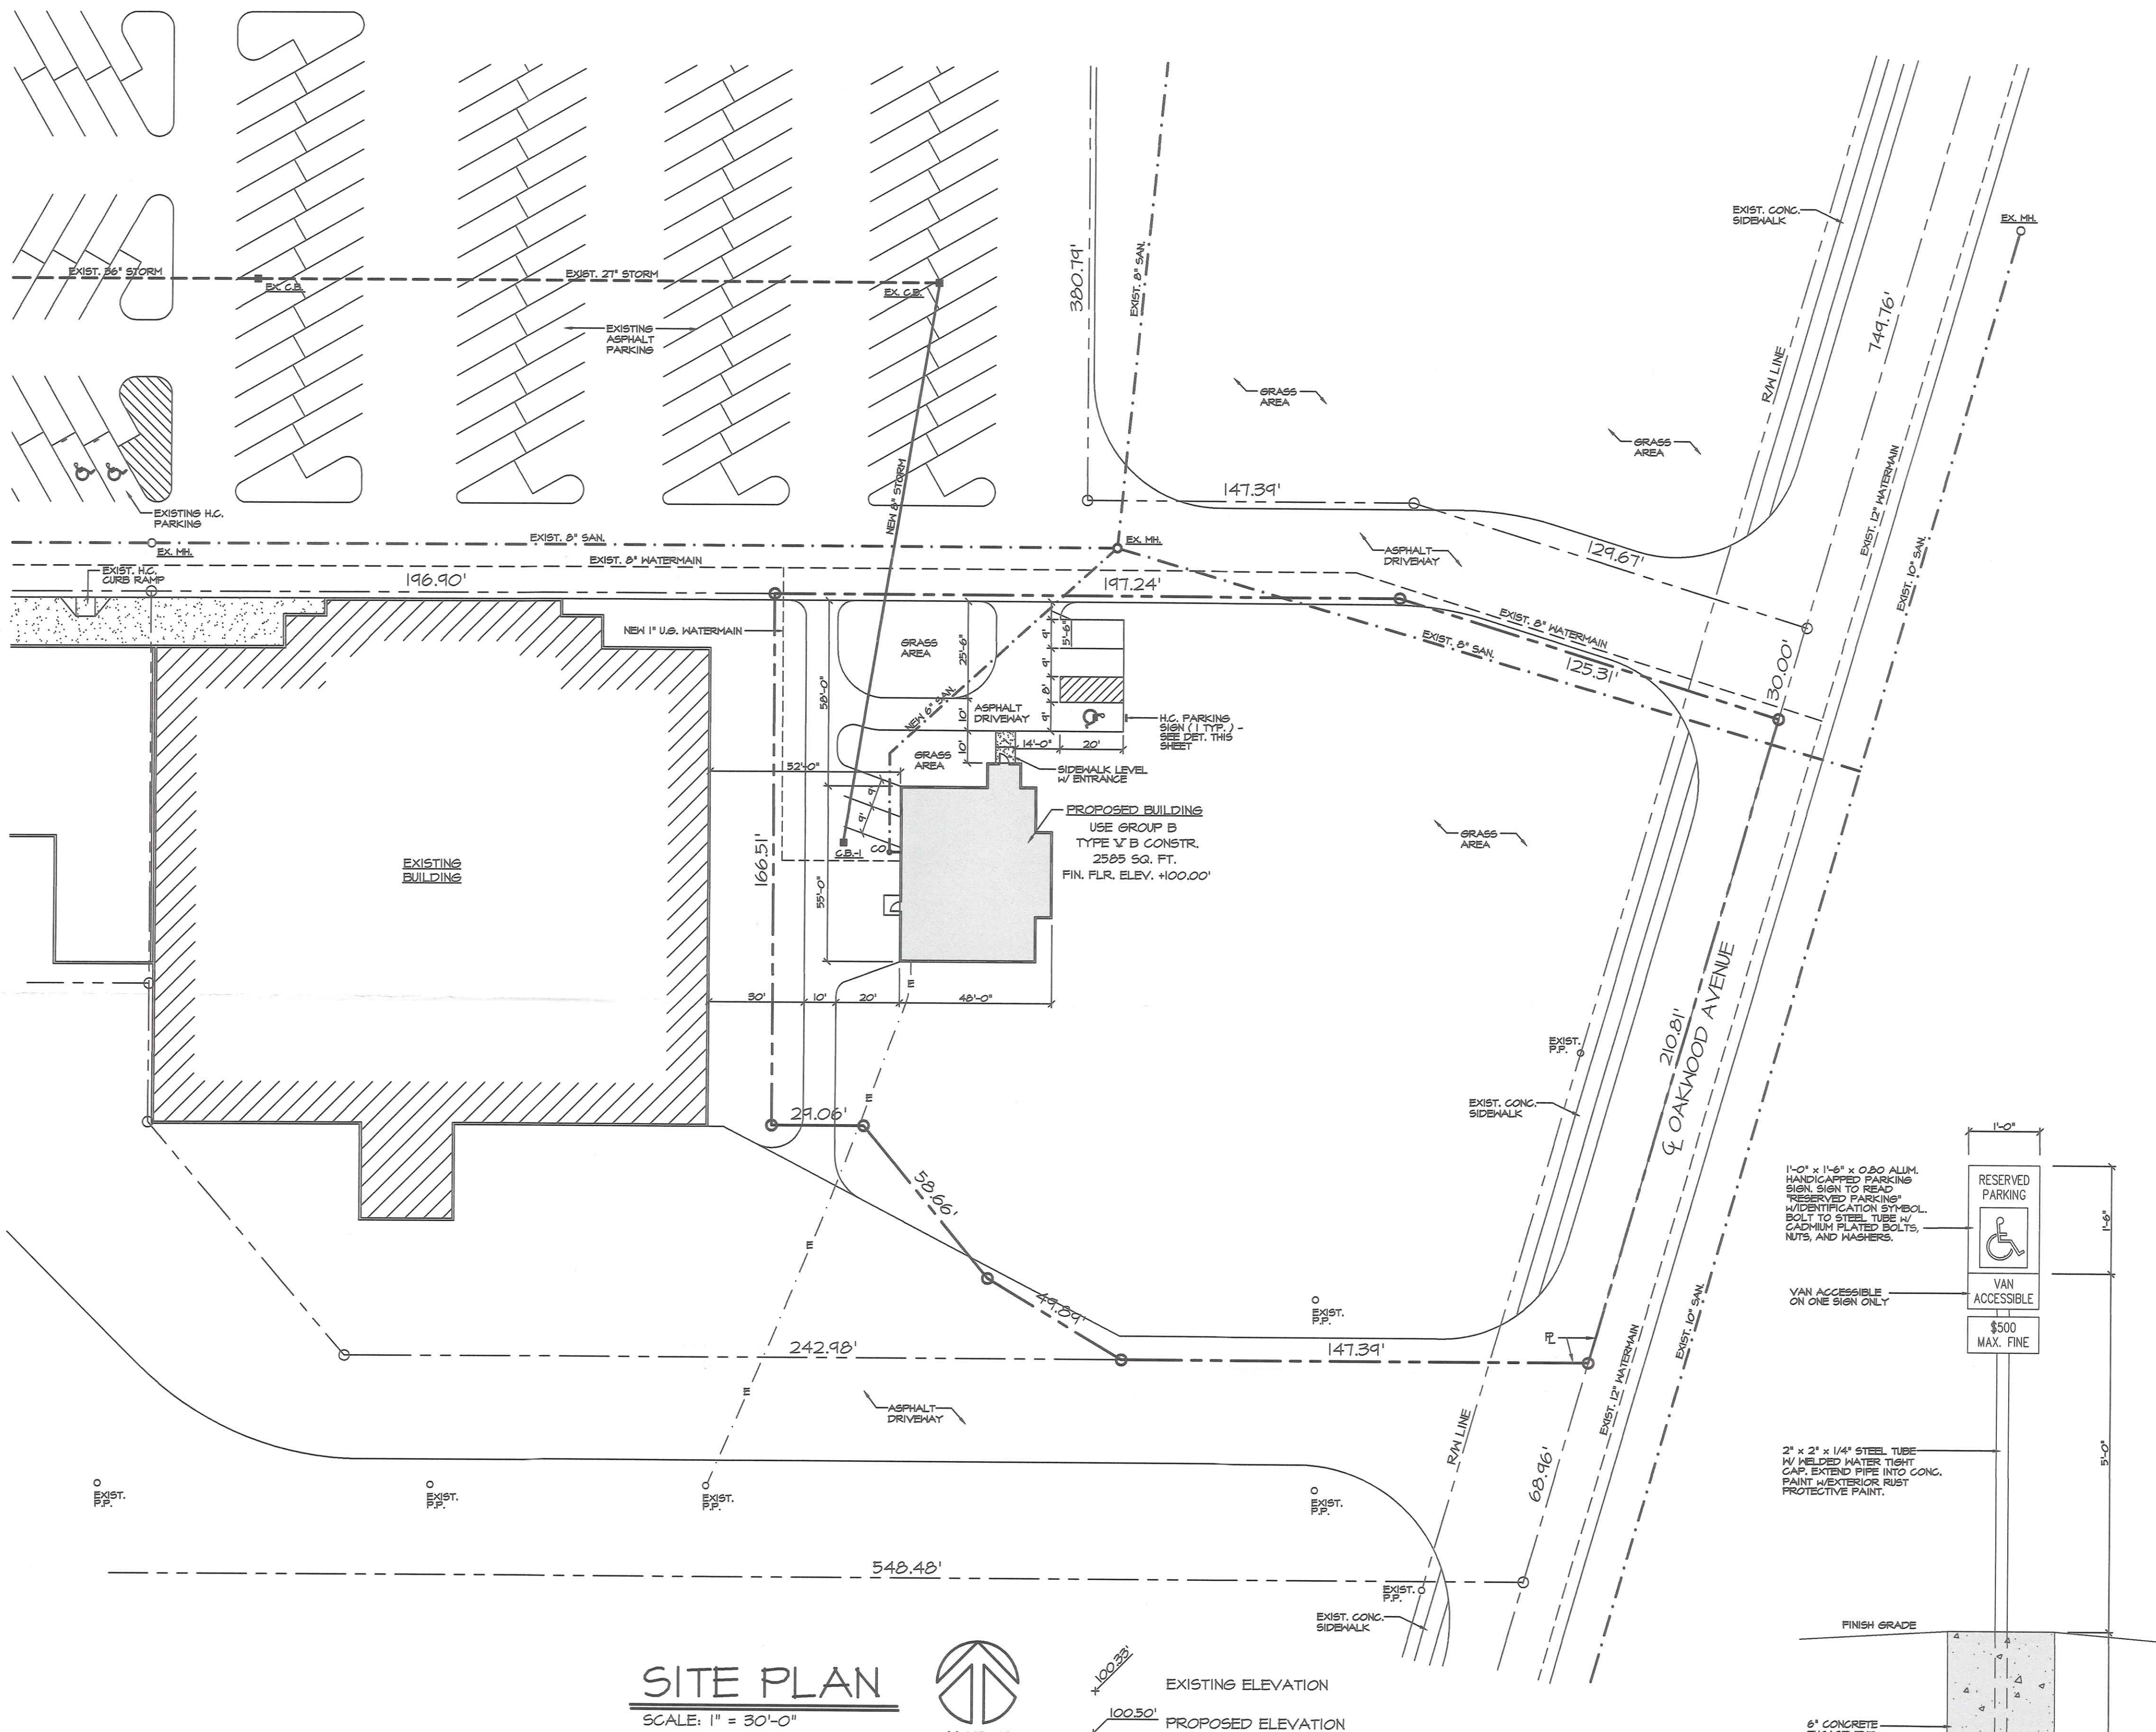 EXIST. 36" STORM
EX. C.B.
EXIST. 27" STORM
EX. C.B.
EXISTING
ASPHALT
PARKING
NEW 8" STORM
EXISTING H.C.
PARKING
380.79'
EXIST. 8" SAN.
GRASS
AREA
GRASS
AREA
EXIST. CONC.
SIDEWALK
EX. MH.
749.76'
R/W LINE
EXIST. 12" WATERMAIN
EXIST. 10" SAN.
147.39'
129.67'
ASPHALT
DRIVEWAY
EX. MH.
EXIST. 8" SAN.
EX. MH.
EXIST. 8" WATERMAIN
EXIST. H.C.
CURB RAMP
196.90'
197.24'
EXIST. 8" WATERMAIN
EXIST. 8" SAN.
125.31'
30.00'
NEW 1" U.G. WATERMAIN
GRASS
AREA
25'-6"
9'
5'-6"
9'
8'
9'
58'-0"
NEW 6" SAN.
10'
ASPHALT
DRIVEWAY
H.C. PARKING
SIGN ( 1 TYP. ) -
SEE DET. THIS
SHEET
GRASS
AREA
10'
14'-0"
20'
SIDEWALK LEVEL
W/ ENTRANCE
52'-0"
9'
9'
C.B.-1
CO
PROPOSED BUILDING
USE GROUP B
TYPE V B CONSTR.
2585 SQ. FT.
FIN. FLR. ELEV. +100.00'
GRASS
AREA
EXISTING
BUILDING
166.51'
55'-0"
30'
10'
20'
48'-0"
E
E
E
E
29.06'
58.66'
49.89'
242.98'
147.39'
210.81'
℄ OAKWOOD AVENUE
EXIST.
P.P.
EXIST. CONC.
SIDEWALK
EXIST.
P.P.
PL
EXIST. 12" WATERMAIN
EXIST. 10" SAN.
R/W LINE
68.96'
ASPHALT
DRIVEWAY
EXIST.
P.P.
EXIST.
P.P.
EXIST.
P.P.
EXIST.
P.P.
548.48'
EXIST.
P.P.
EXIST. CONC.
SIDEWALK
1'-0"
1'-0" x 1'-6" x 0.80 ALUM.
HANDICAPPED PARKING
SIGN. SIGN TO READ
"RESERVED PARKING"
W/IDENTIFICATION SYMBOL.
BOLT TO STEEL TUBE W/
CADMIUM PLATED BOLTS,
NUTS, AND WASHERS.
RESERVED
PARKING
1'-6"
VAN
ACCESSIBLE
VAN ACCESSIBLE
ON ONE SIGN ONLY
$500
MAX. FINE
2" x 2" x 1/4" STEEL TUBE
W/ WELDED WATER TIGHT
CAP. EXTEND PIPE INTO CONC.
PAINT W/EXTERIOR RUST
PROTECTIVE PAINT.
5'-0"
FINISH GRADE
6" CONCRETE
SITE PLAN
SCALE: 1" = 30'-0"
100.33'
EXISTING ELEVATION
100.50'
PROPOSED ELEVATION